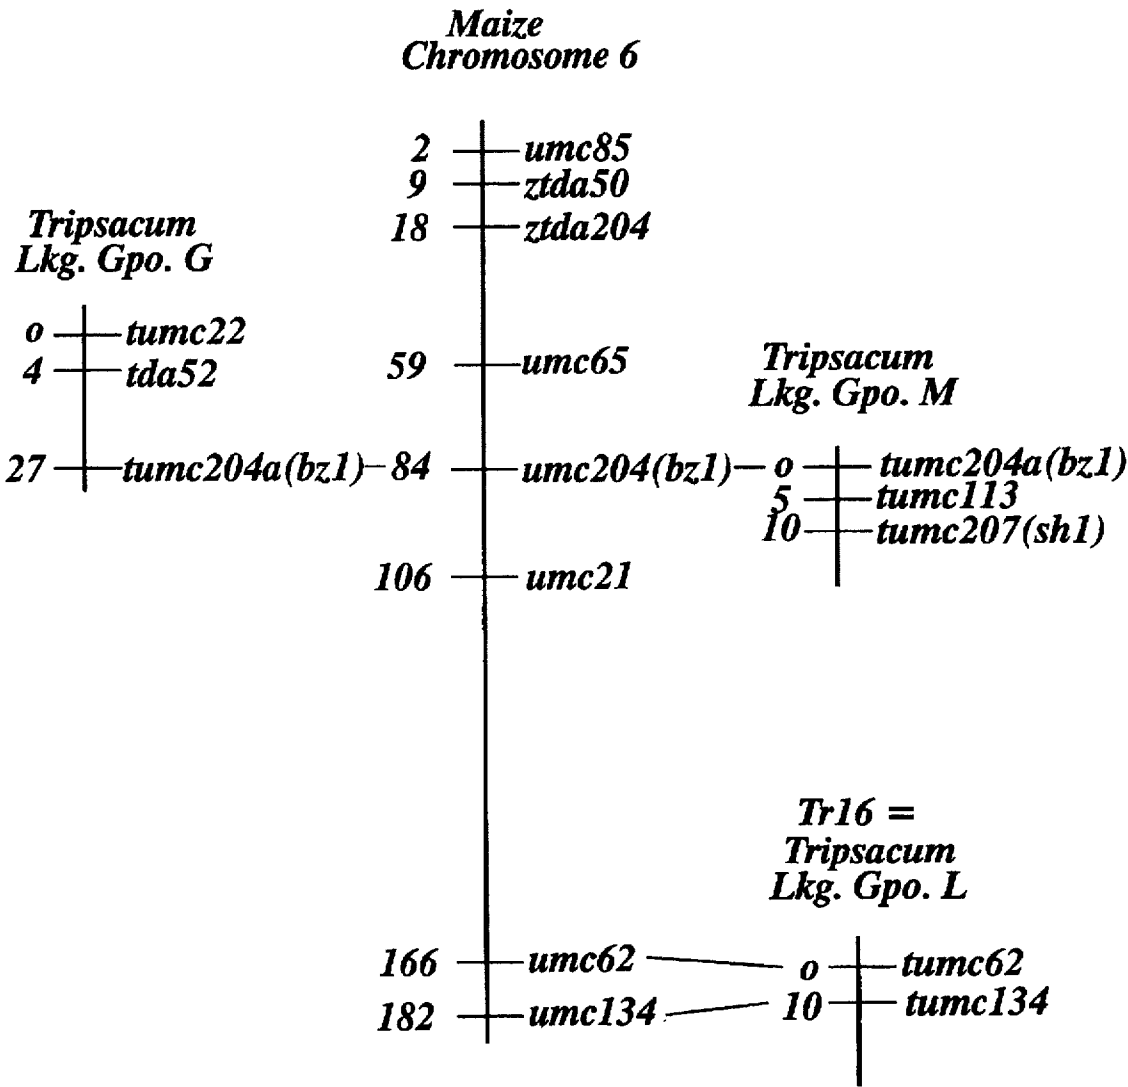 Maize
Chromosome 6
2 umc85
9 ztda50
18 ztda204
59 umc65
84 umc204(bz1)
106 umc21
166 umc62
182 umc134
Tripsacum
Lkg. Gpo. G
o tumc22
4 tda52
27 tumc204a(bz1)
Tripsacum
Lkg. Gpo. M
o tumc204a(bz1)
5 tumc113
10 tumc207(sh1)
Tr16 =
Tripsacum
Lkg. Gpo. L
o tumc62
10 tumc134